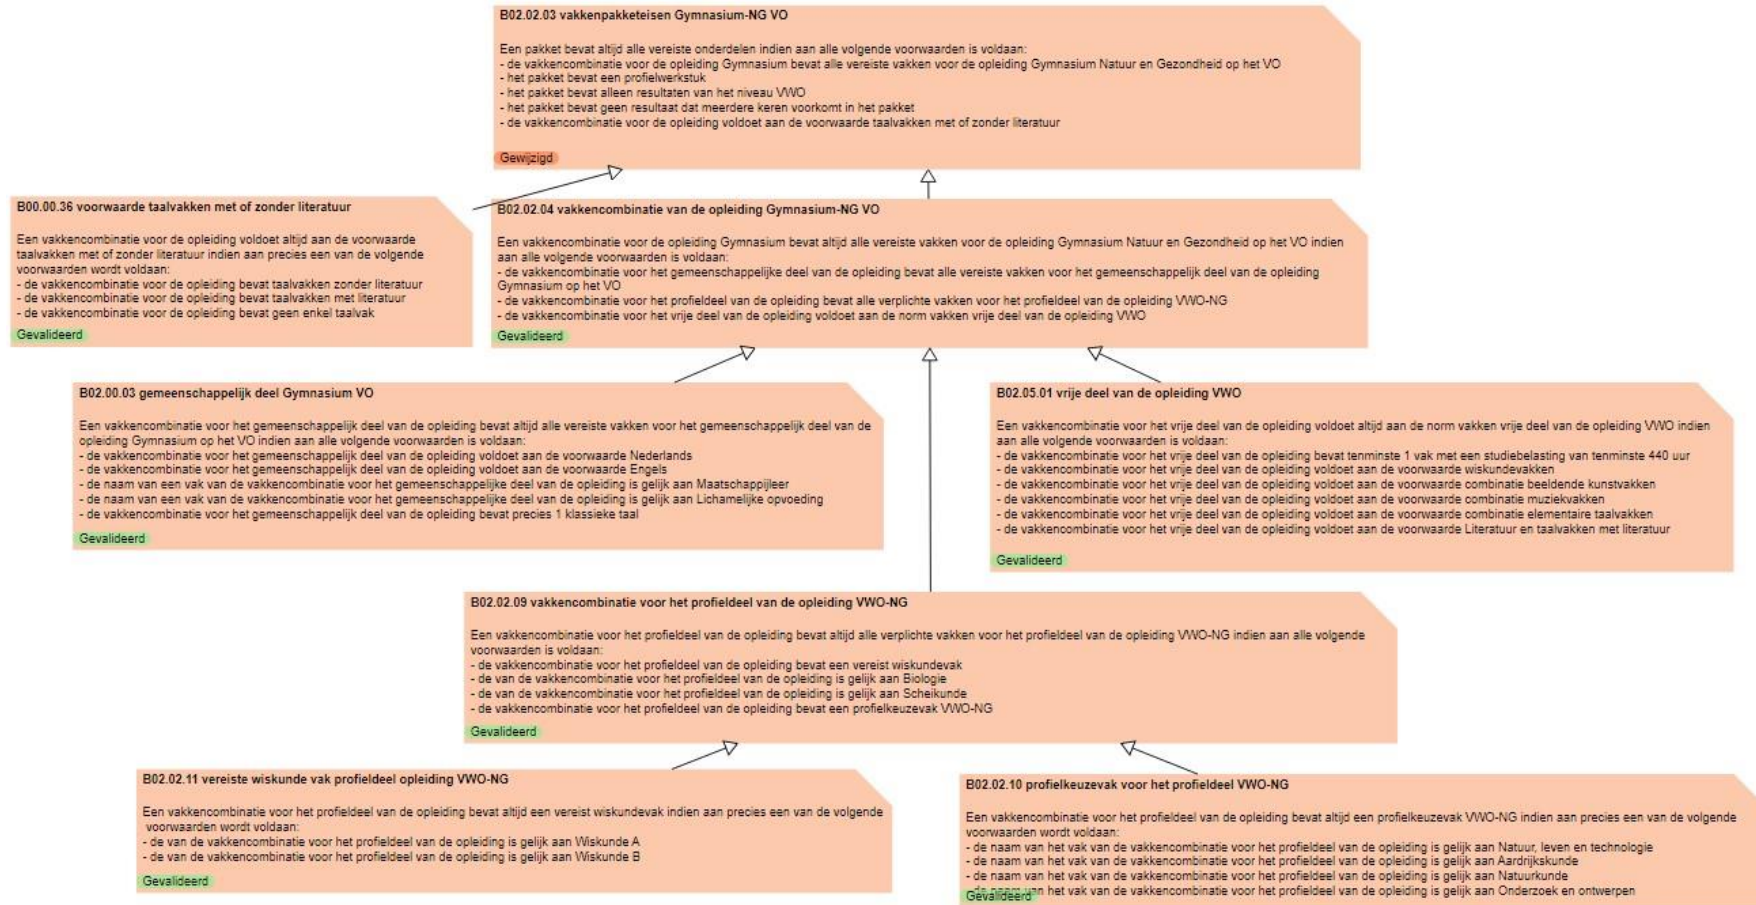 B02.02.03 vakkenpakketeisen Gymnasium-NG VO
Een pakket bevat altijd alle vereiste onderdelen indien aan alle volgende voorwaarden is voldaan:
- de vakkencombinatie voor de opleiding Gymnasium bevat alle vereiste vakken voor de opleiding Gymnasium Natuur en Gezondheid op het VO
- het pakket bevat een profielwerkstuk
- het pakket bevat alleen resultaten van het niveau VWO
- het pakket bevat geen resultaat dat meerdere keren voorkomt in het pakket
- de vakkencombinatie voor de opleiding voldoet aan de voorwaarde taalvakken met of zonder literatuur
Gewijzigd
B00.00.36 voorwaarde taalvakken met of zonder literatuur
Een vakkencombinatie voor de opleiding voldoet altijd aan de voorwaarde
taalvakken met of zonder literatuur indien aan precies een van de volgende
voorwaarden wordt voldaan:
- de vakkencombinatie voor de opleiding bevat taalvakken zonder literatuur
- de vakkencombinatie voor de opleiding bevat taalvakken met literatuur
- de vakkencombinatie voor de opleiding bevat geen enkel taalvak
Gevalideerd
B02.02.04 vakkencombinatie van de opleiding Gymnasium-NG VO
Een vakkencombinatie voor de opleiding Gymnasium bevat altijd alle vereiste vakken voor de opleiding Gymnasium Natuur en Gezondheid op het VO indien
aan alle volgende voorwaarden is voldaan:
- de vakkencombinatie voor het gemeenschappelijke deel van de opleiding bevat alle vereiste vakken voor het gemeenschappelijk deel van de opleiding
Gymnasium op het VO
- de vakkencombinatie voor het profieldeel van de opleiding bevat alle verplichte vakken voor het profieldeel van de opleiding VWO-NG
- de vakkencombinatie voor het vrije deel van de opleiding voldoet aan de norm vakken vrije deel van de opleiding VWO
Gevalideerd
B02.00.03 gemeenschappelijk deel Gymnasium VO
Een vakkencombinatie voor het gemeenschappelijk deel van de opleiding bevat altijd alle vereiste vakken voor het gemeenschappelijk deel van de
opleiding Gymnasium op het VO indien aan alle volgende voorwaarden is voldaan:
- de vakkencombinatie voor het gemeenschappelijk deel van de opleiding voldoet aan de voorwaarde Nederlands
- de vakkencombinatie voor het gemeenschappelijk deel van de opleiding voldoet aan de voorwaarde Engels
- de naam van een vak van de vakkencombinatie voor het gemeenschappelijke deel van de opleiding is gelijk aan Maatschappijleer
- de naam van een vak van de vakkencombinatie voor het gemeenschappelijke deel van de opleiding is gelijk aan Lichamelijke opvoeding
- de vakkencombinatie voor het gemeenschappelijk deel van de opleiding bevat precies 1 klassieke taal
Gevalideerd
B02.05.01 vrije deel van de opleiding VWO
Een vakkencombinatie voor het vrije deel van de opleiding voldoet altijd aan de norm vakken vrije deel van de opleiding VWO indien
aan alle volgende voorwaarden is voldaan:
- de vakkencombinatie voor het vrije deel van de opleiding bevat tenminste 1 vak met een studiebelasting van tenminste 440 uur
- de vakkencombinatie voor het vrije deel van de opleiding voldoet aan de voorwaarde wiskundevakken
- de vakkencombinatie voor het vrije deel van de opleiding voldoet aan de voorwaarde combinatie beeldende kunstvakken
- de vakkencombinatie voor het vrije deel van de opleiding voldoet aan de voorwaarde combinatie muziekvakken
- de vakkencombinatie voor het vrije deel van de opleiding voldoet aan de voorwaarde combinatie elementaire taalvakken
- de vakkencombinatie voor het vrije deel van de opleiding voldoet aan de voorwaarde Literatuur en taalvakken met literatuur
Gevalideerd
B02.02.09 vakkencombinatie voor het profieldeel van de opleiding VWO-NG
Een vakkencombinatie voor het profieldeel van de opleiding bevat altijd alle verplichte vakken voor het profieldeel van de opleiding VWO-NG indien aan alle volgende
voorwaarden is voldaan:
- de vakkencombinatie voor het profieldeel van de opleiding bevat een vereist wiskundevak
- de van de vakkencombinatie voor het profieldeel van de opleiding is gelijk aan Biologie
- de van de vakkencombinatie voor het profieldeel van de opleiding is gelijk aan Scheikunde
- de vakkencombinatie voor het profieldeel van de opleiding bevat een profielkeuzevak VWO-NG
Gevalideerd
B02.02.11 vereiste wiskunde vak profieldeel opleiding VWO-NG
Een vakkencombinatie voor het profieldeel van de opleiding bevat altijd een vereist wiskundevak indien aan precies een van de volgende
voorwaarden wordt voldaan:
- de van de vakkencombinatie voor het profieldeel van de opleiding is gelijk aan Wiskunde A
- de van de vakkencombinatie voor het profieldeel van de opleiding is gelijk aan Wiskunde B
Gevalideerd
B02.02.10 profielkeuzevak voor het profieldeel VWO-NG
Een vakkencombinatie voor het profieldeel van de opleiding bevat altijd een profielkeuzevak VWO-NG indien aan precies een van de volgende
voorwaarden wordt voldaan:
- de naam van het vak van de vakkencombinatie voor het profieldeel van de opleiding is gelijk aan Natuur, leven en technologie
- de naam van het vak van de vakkencombinatie voor het profieldeel van de opleiding is gelijk aan Aardrijkskunde
- de naam van het vak van de vakkencombinatie voor het profieldeel van de opleiding is gelijk aan Natuurkunde
- de naam van het vak van de vakkencombinatie voor het profieldeel van de opleiding is gelijk aan Onderzoek en ontwerpen
Gevalideerd